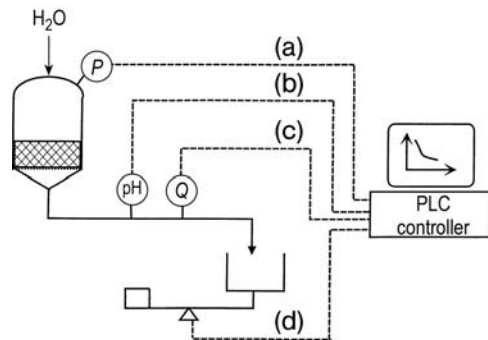 H₂O
P
(a)
(b)
(c)
pH
Q
PLC
controller
(d)